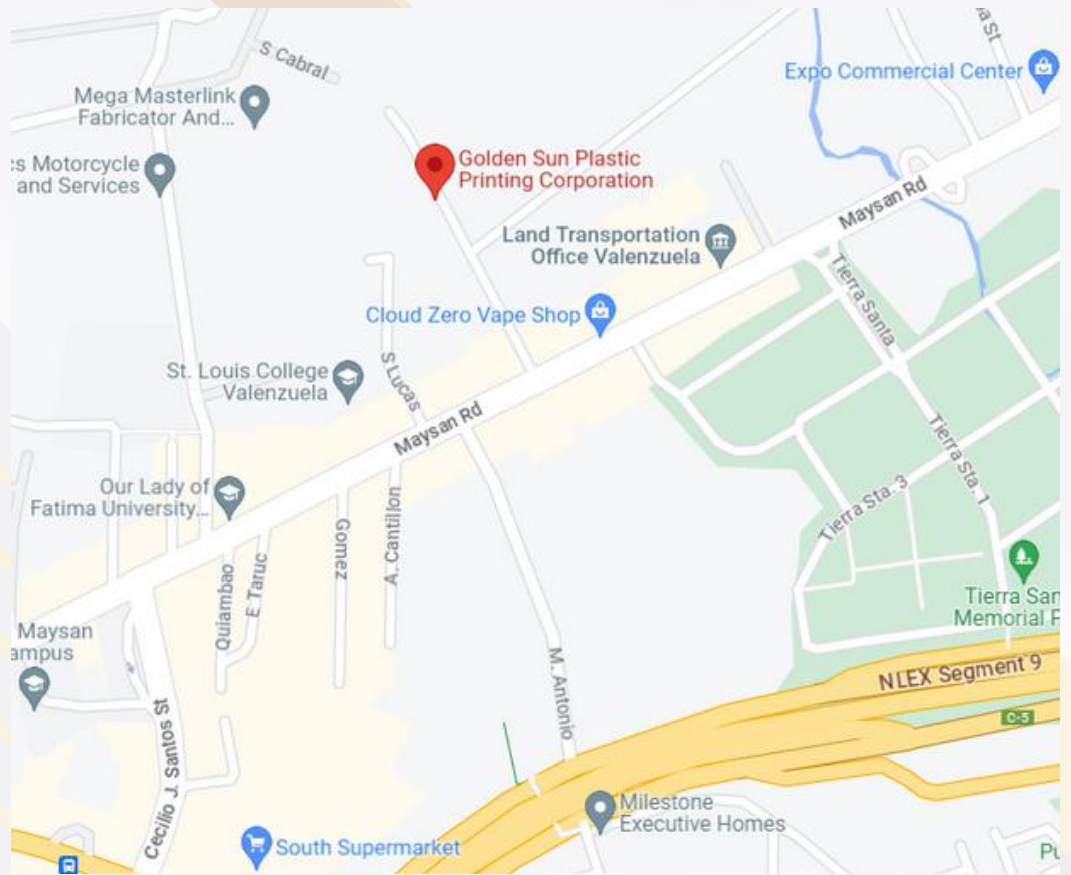 S Cabral
Expo Commercial Center
Mega Masterlink
Fabricator And...
cs Motorcycle
and Services
Golden Sun Plastic
Printing Corporation
Maysan Rd
Land Transportation
Office Valenzuela
Tierra Santa
Cloud Zero Vape Shop
St. Louis College
Valenzuela
S Lucas
Maysan Rd
Tierra Sta. 1
Our Lady of
Fatima University...
Tierra Sta. 3
Gomez
A. Cantillon
Quiambao
E Taruc
Tierra San
Memorial P
Maysan
ampus
M. Antonio
NLEX Segment 9
C-5
Cecilio J. Santos St
Milestone
Executive Homes
South Supermarket
Pu